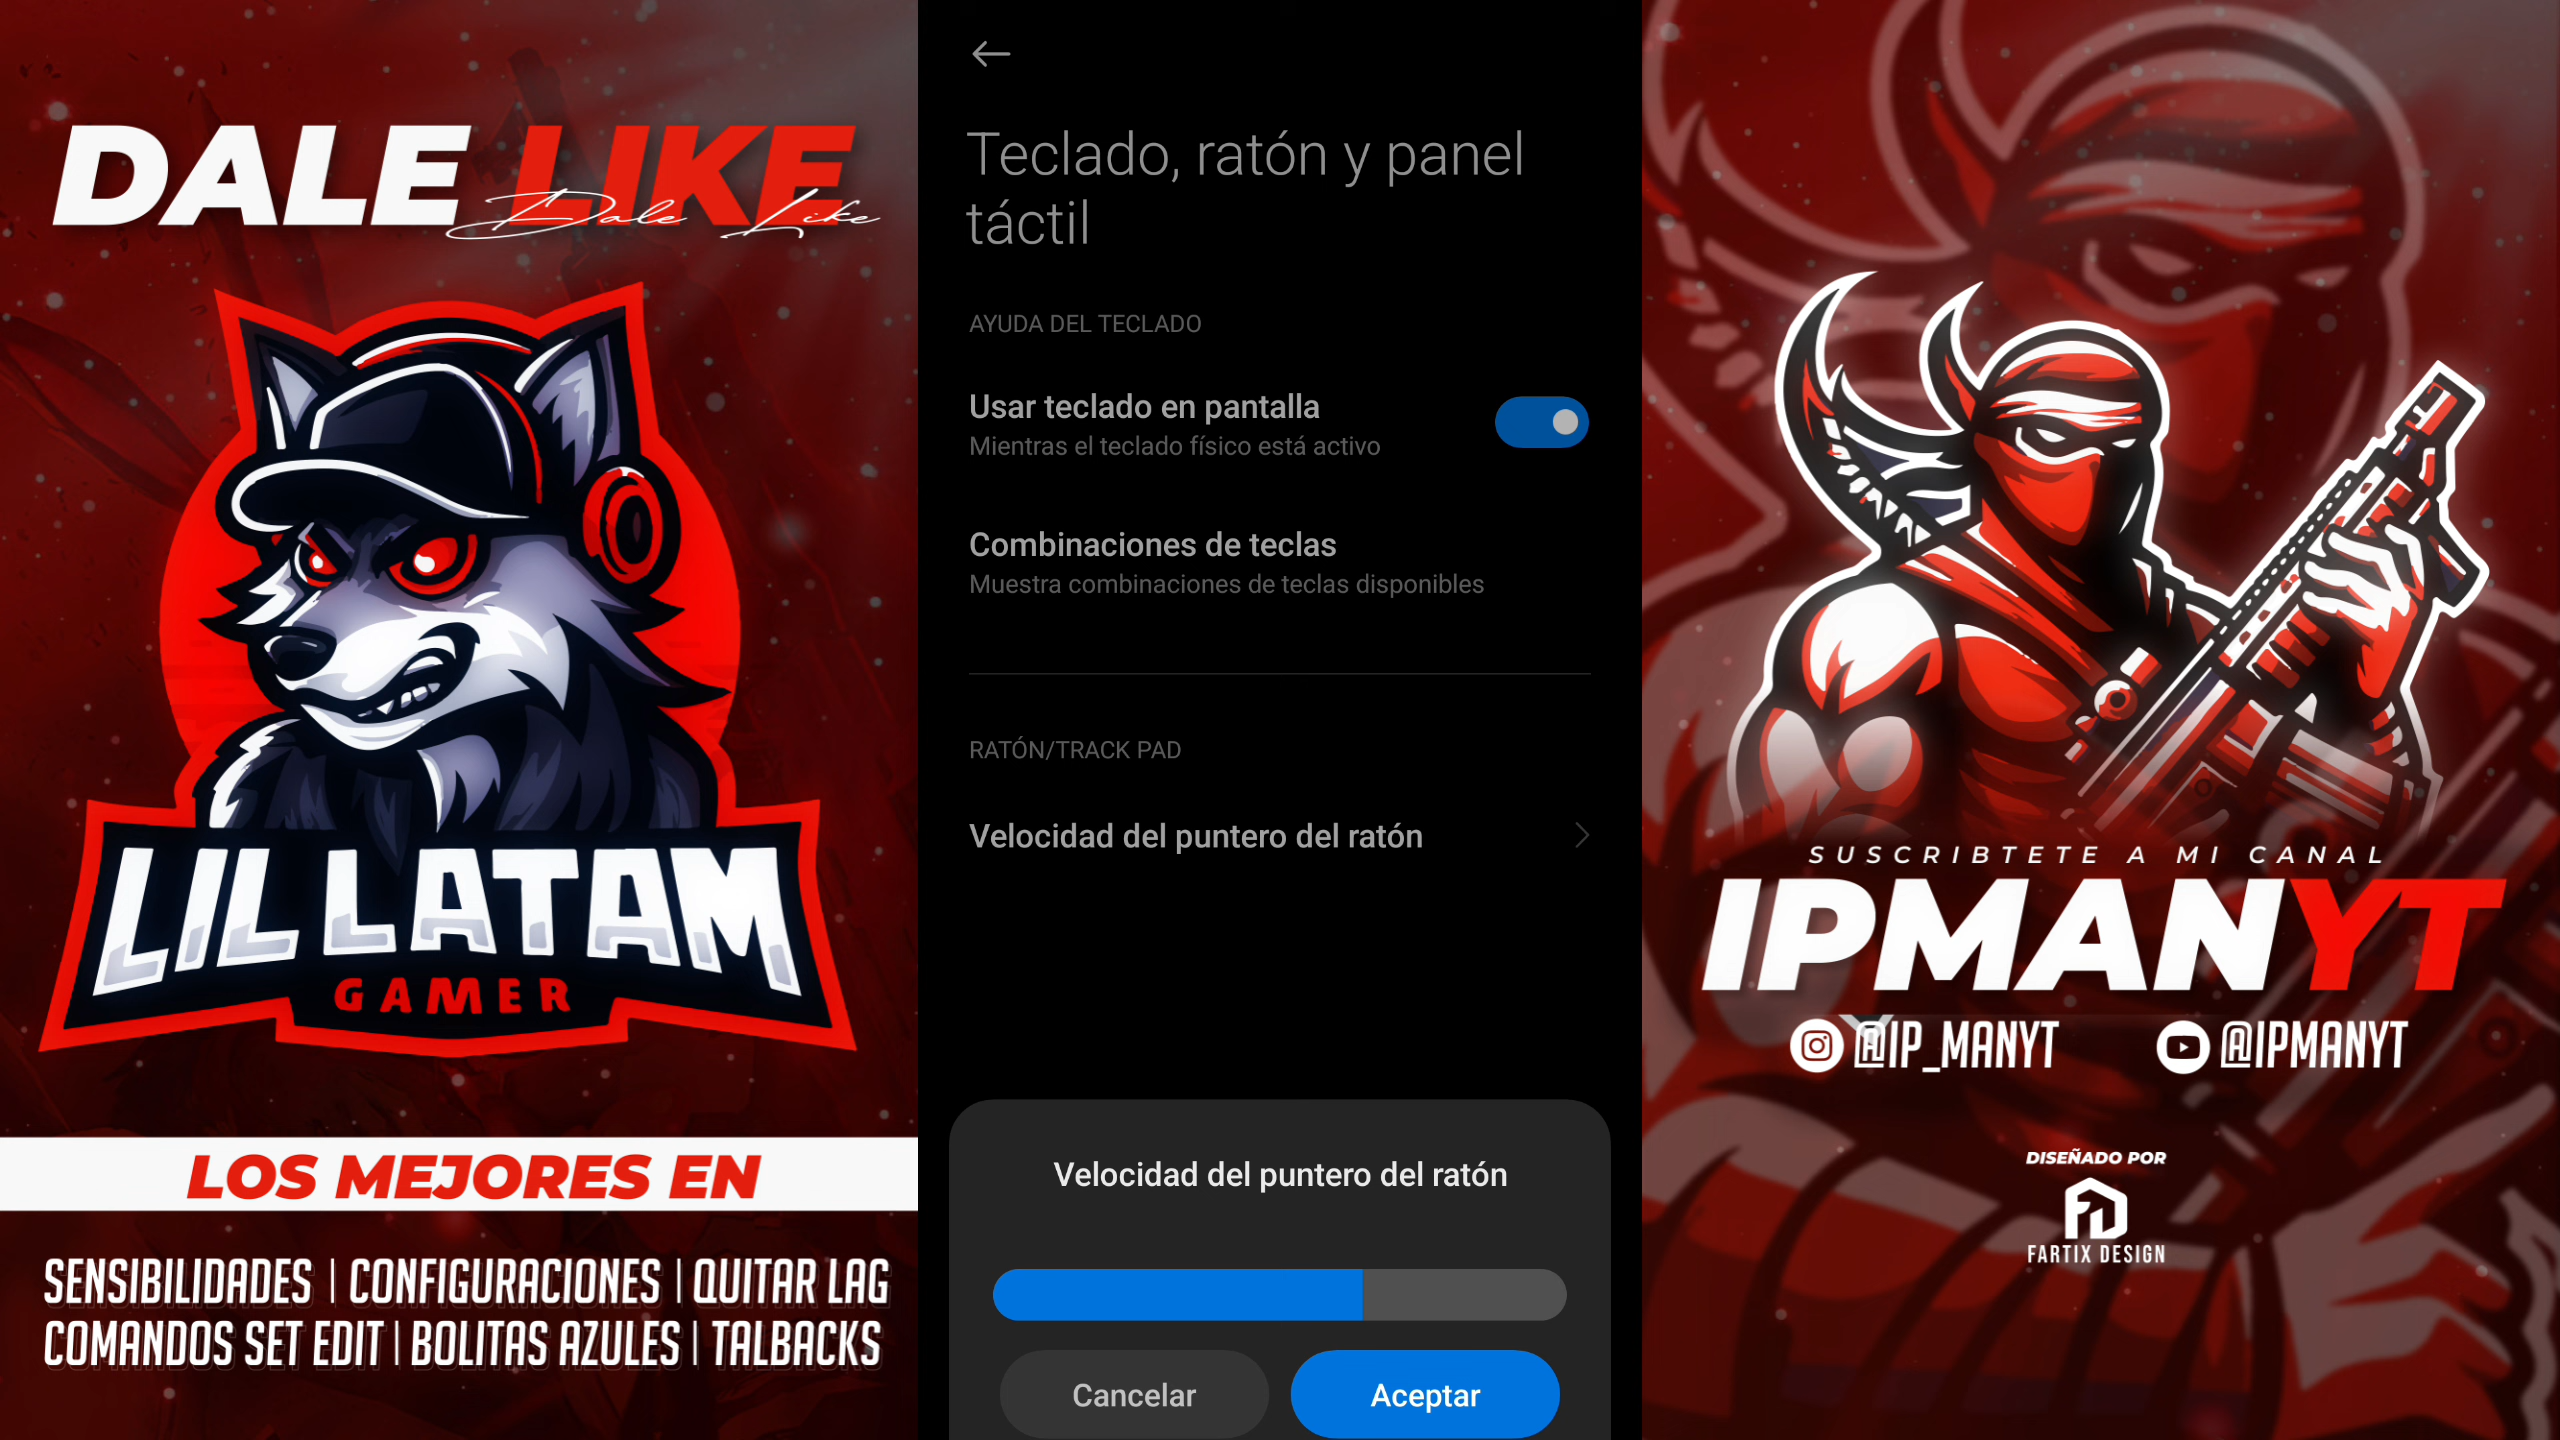 DALE LIKE
Dale Like
LIL LATAM
GAMER
LOS MEJORES EN
SENSIBILIDADES | CONFIGURACIONES | QUITAR LAG
COMANDOS SET EDIT | BOLITAS AZULES | TALBACKS
Teclado, ratón y panel
táctil
AYUDA DEL TECLADO
Usar teclado en pantalla
Mientras el teclado físico está activo
Combinaciones de teclas
Muestra combinaciones de teclas disponibles
RATÓN/TRACK PAD
Velocidad del puntero del ratón
Velocidad del puntero del ratón
Cancelar
Aceptar
SUSCRIBTETE A MI CANAL
IPMANYT
@IP_MANYT
@IPMANYT
DISEÑADO POR
FARTIX DESIGN